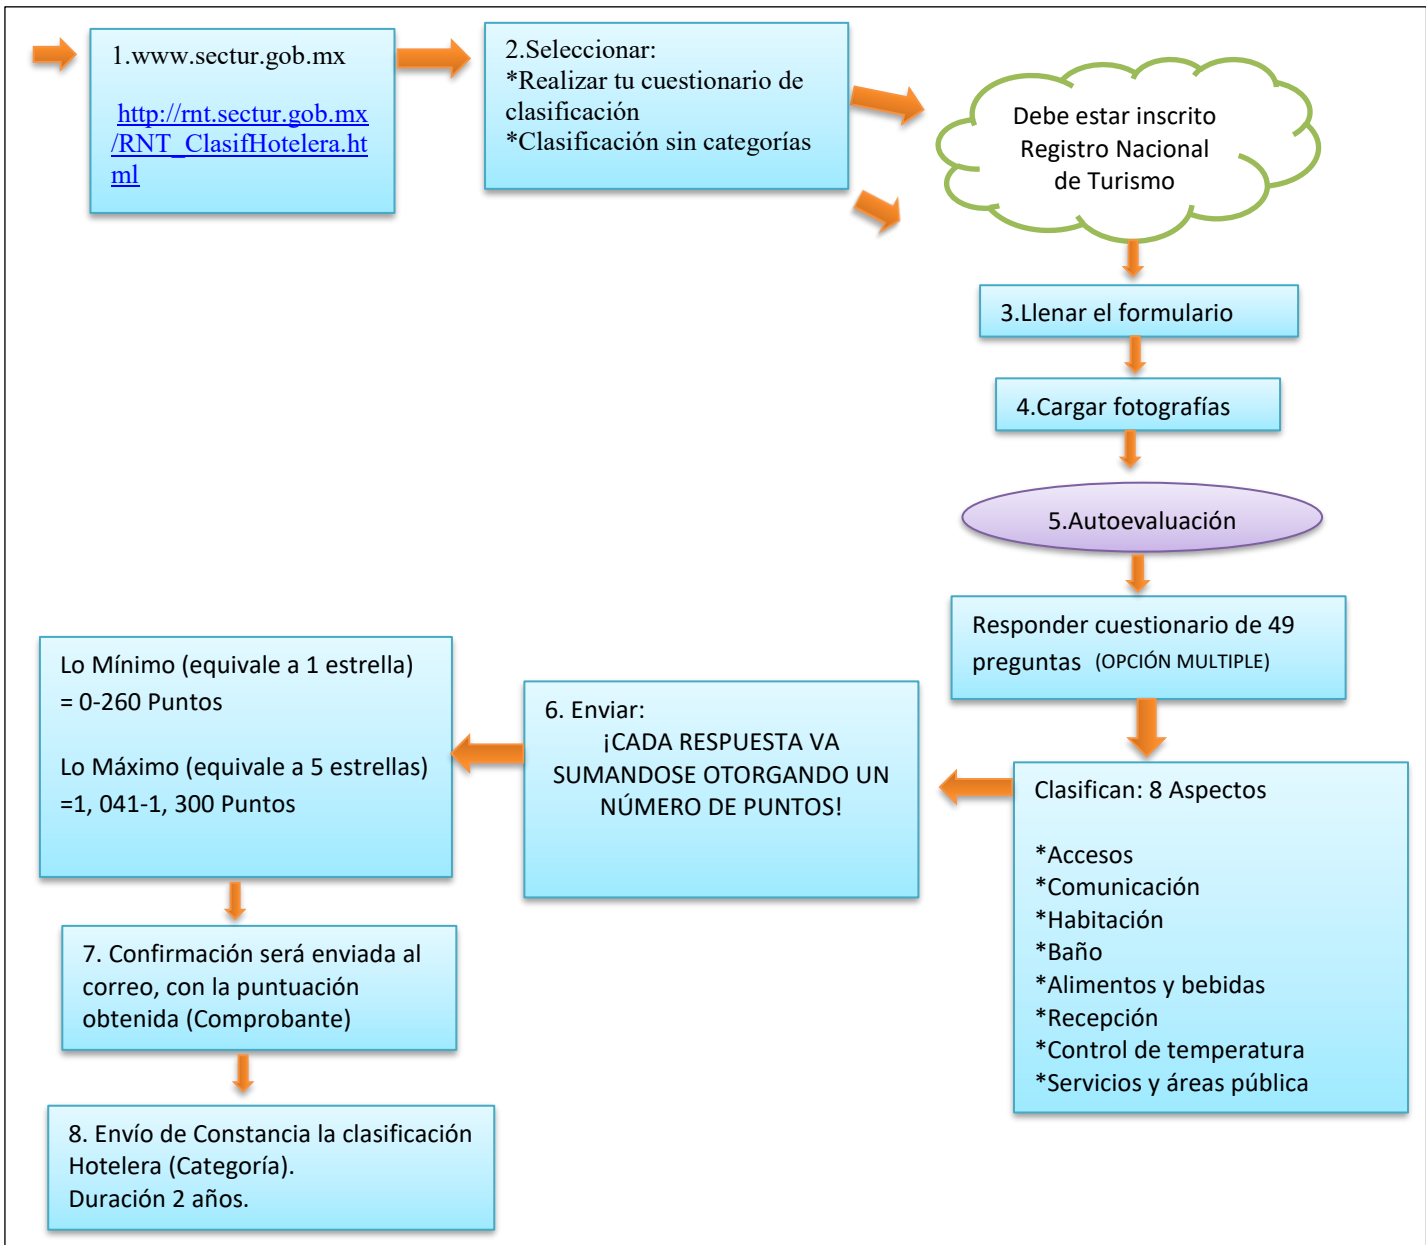 1.www.sectur.gob.mx
http://rnt.sectur.gob.mx
/RNT_ClasifHotelera.ht
ml
2.Seleccionar:
*Realizar tu cuestionario de
clasificación
*Clasificación sin categorías
Debe estar inscrito
Registro Nacional
de Turismo
3.Llenar el formulario
4.Cargar fotografías
5.Autoevaluación
Responder cuestionario de 49
preguntas (OPCIÓN MULTIPLE)
Clasifican: 8 Aspectos
*Accesos
*Comunicación
*Habitación
*Baño
*Alimentos y bebidas
*Recepción
*Control de temperatura
*Servicios y áreas pública
6. Enviar:
¡CADA RESPUESTA VA
SUMANDOSE OTORGANDO UN
NÚMERO DE PUNTOS!
Lo Mínimo (equivale a 1 estrella)
= 0-260 Puntos
Lo Máximo (equivale a 5 estrellas)
=1, 041-1, 300 Puntos
7. Confirmación será enviada al
correo, con la puntuación
obtenida (Comprobante)
8. Envío de Constancia la clasificación
Hotelera (Categoría).
Duración 2 años.